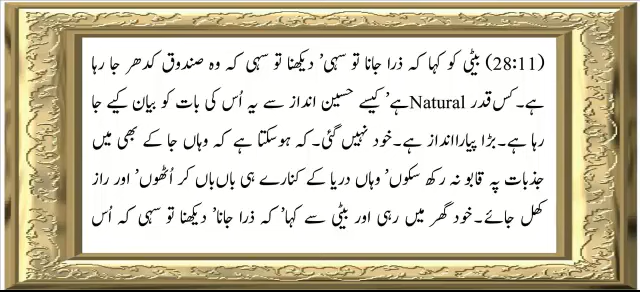 (28:11) بیٹی کو کہا کہ ذرا جانا تو سہی’ دیکھنا تو سہی کہ وہ صندوق کدھر جا رہا
ہے۔کس قدر Natural ہے’ کیسے حسین انداز سے یہ اُس کی بات کو بیان کیے جا
رہا ہے۔بڑا پیارا انداز ہے۔خود نہیں گئی۔کہ ہوسکتا ہے کہ وہاں جا کے بھی میں
جذبات پہ قابو نہ رکھ سکوں’ وہاں دریا کے کنارے ہی ہاں ہاں کر اُٹھوں’ اور راز
کھل جائے۔خود گھر میں رہی اور بیٹی سے کہا’ کہ ذرا جانا’ دیکھنا تو سہی کہ اُس